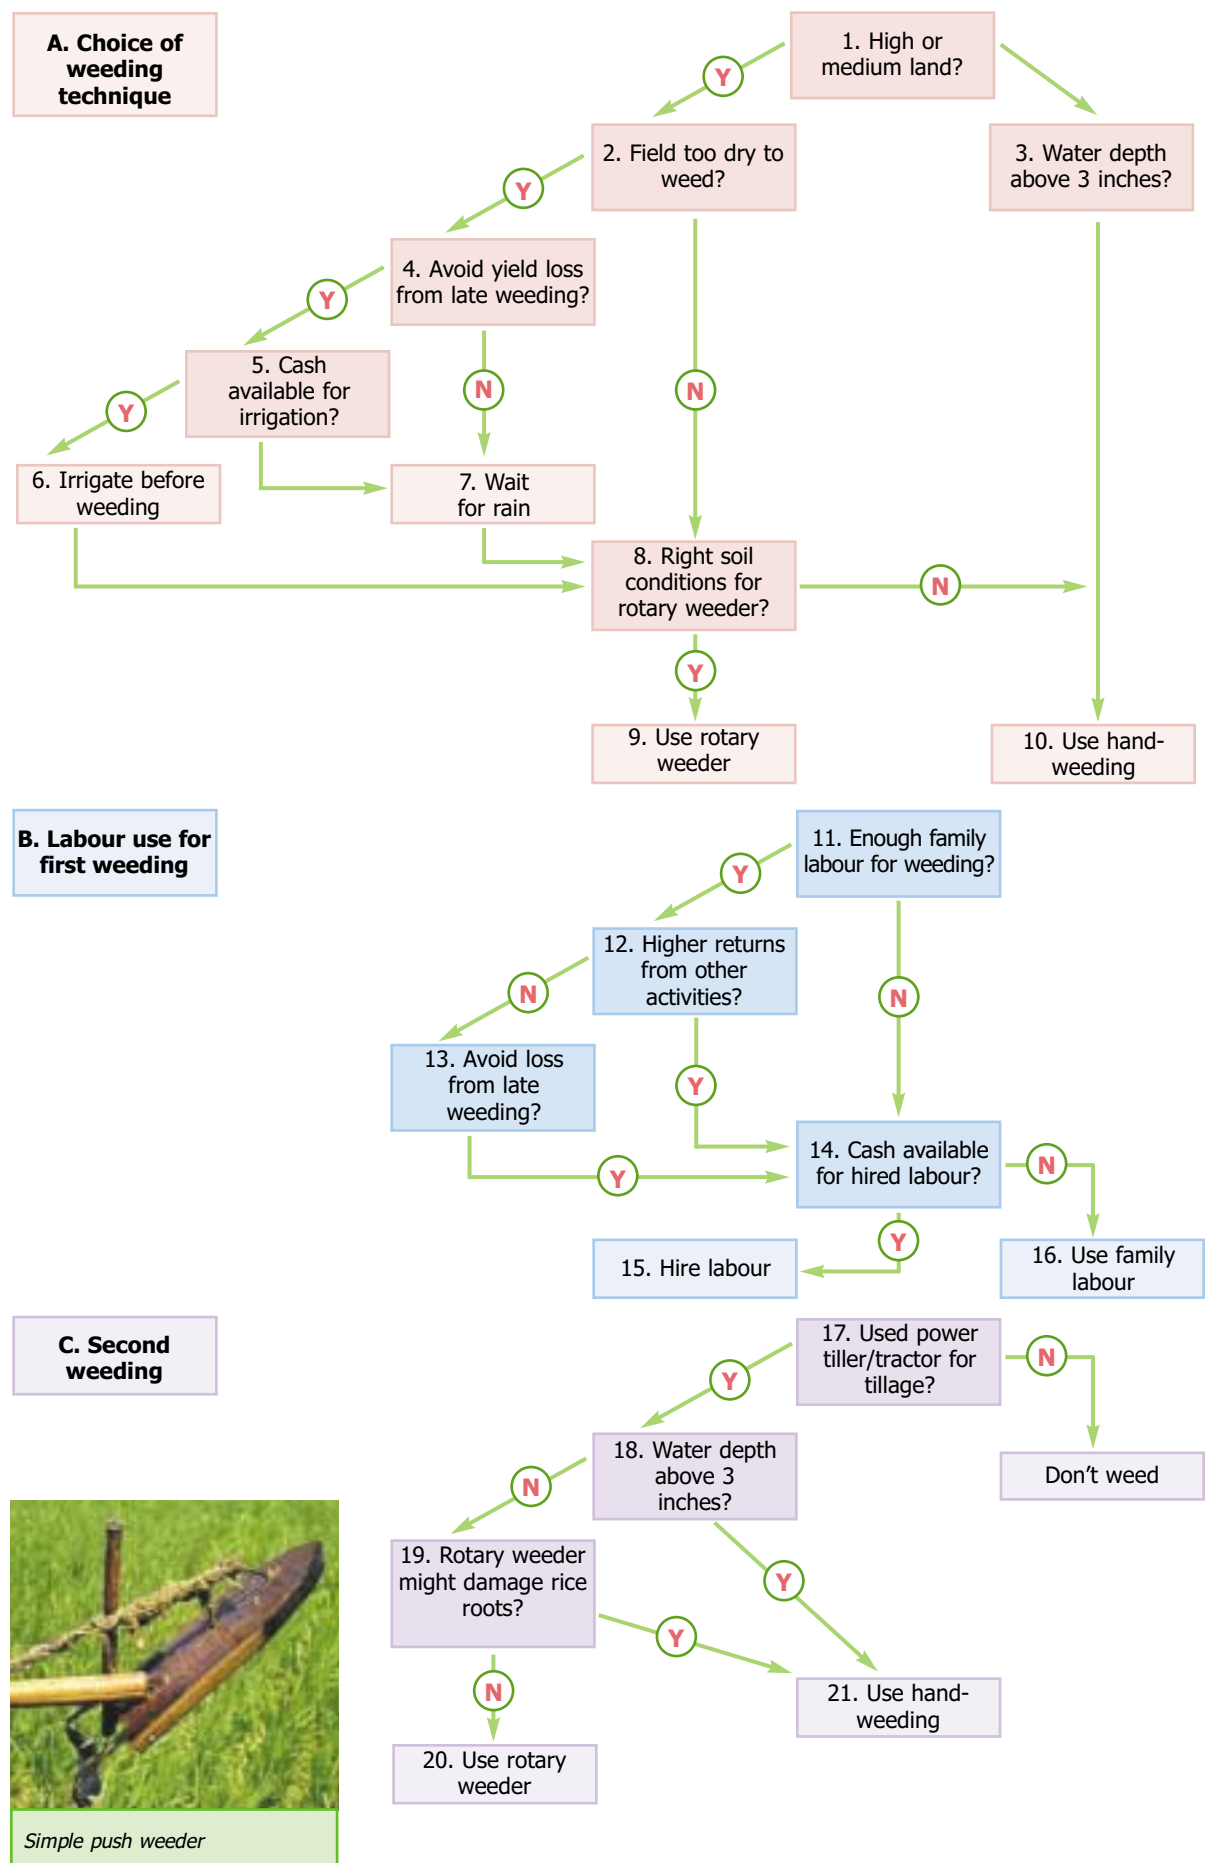 A. Choice of
weeding
technique
1. High or
medium land?
Y
2. Field too dry to
weed?
3. Water depth
above 3 inches?
Y
4. Avoid yield loss
from late weeding?
Y
5. Cash
available for
irrigation?
N
N
Y
6. Irrigate before
weeding
7. Wait
for rain
8. Right soil
conditions for
rotary weeder?
N
Y
9. Use rotary
weeder
10. Use hand-
weeding
B. Labour use for
first weeding
11. Enough family
labour for weeding?
Y
12. Higher returns
from other
activities?
N
N
13. Avoid loss
from late
weeding?
Y
14. Cash available
for hired labour?
Y
N
Y
15. Hire labour
16. Use family
labour
C. Second
weeding
17. Used power
tiller/tractor for
tillage?
N
Y
18. Water depth
above 3
inches?
Don't weed
N
19. Rotary weeder
might damage rice
roots?
Y
Y
N
21. Use hand-
weeding
20. Use rotary
weeder
Simple push weeder